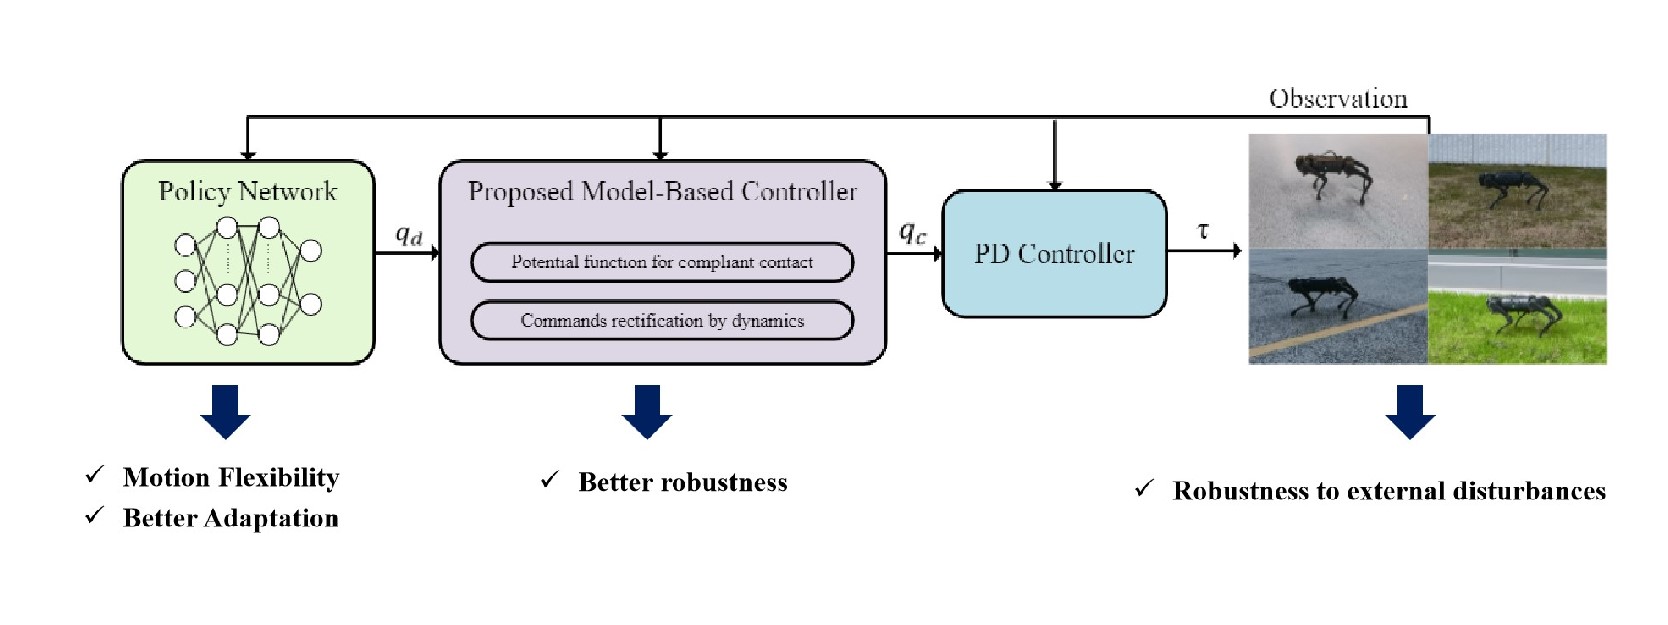 Observation
Policy Network
q_d
Proposed Model-Based Controller
Potential function for compliant contact
Commands rectification by dynamics
q_c
PD Controller
τ
✓ Motion Flexibility
✓ Better Adaptation
✓ Better robustness
✓ Robustness to external disturbances